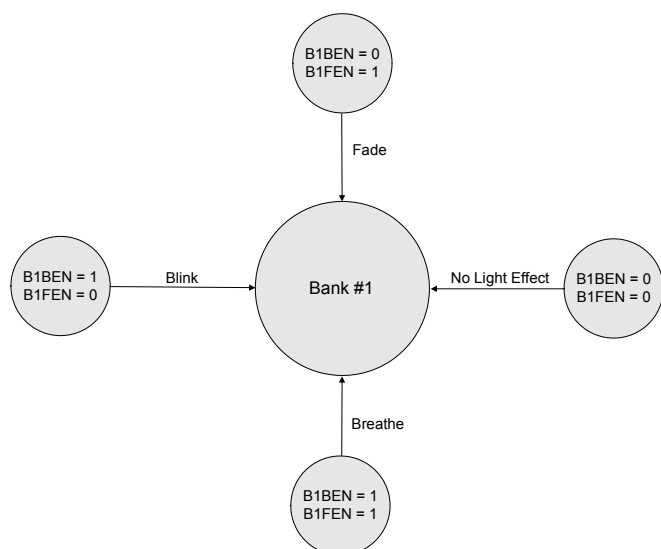 B1BEN = 0
B1FEN = 1
Fade
B1BEN = 1
B1FEN = 0
Blink
Bank #1
No Light Effect
B1BEN = 0
B1FEN = 0
Breathe
B1BEN = 1
B1FEN = 1